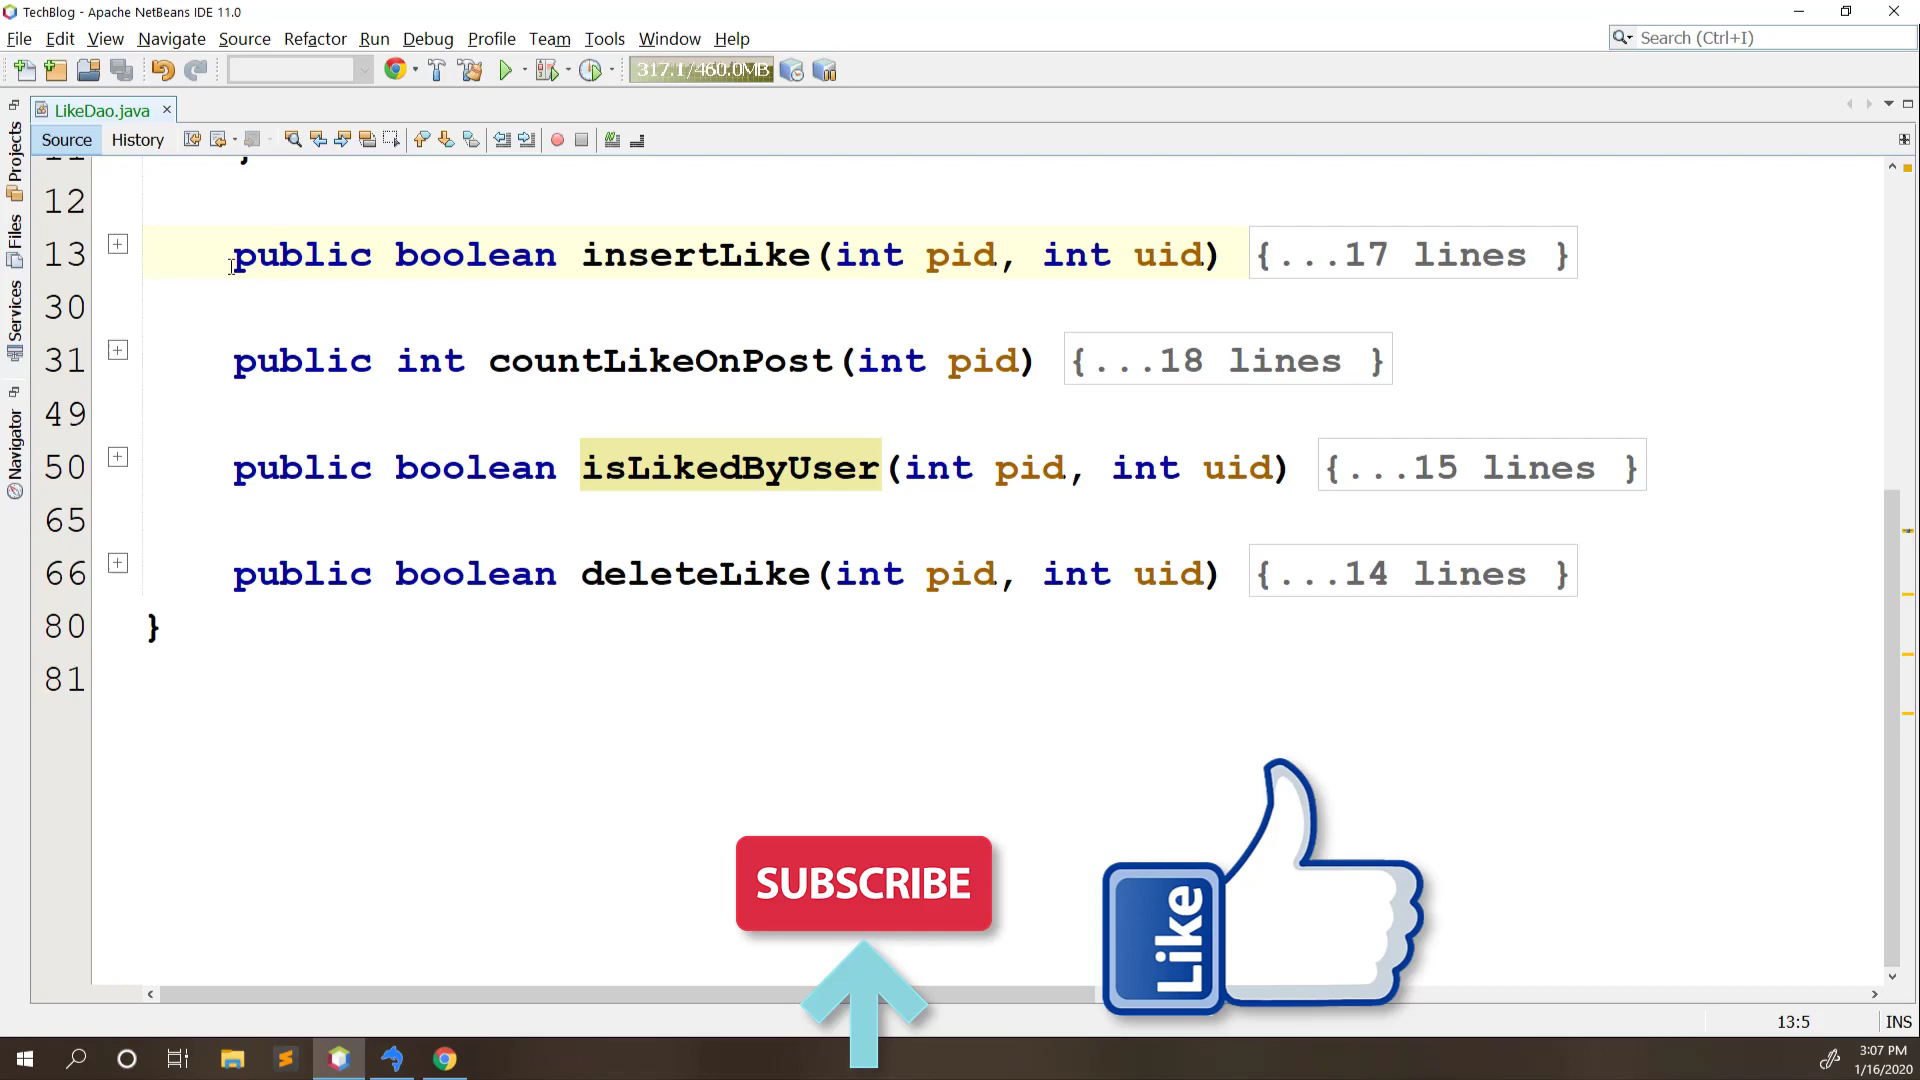 TechBlog - Apache NetBeans IDE 11.0
File Edit View Navigate Source Refactor Run Debug Profile Team Tools Window Help
Search (Ctrl+I)
317.1/460.0MB
LikeDao.java
Source History
Projects
Files
Services
Navigator
12
13 public boolean insertLike(int pid, int uid) {...17 lines }
30
31 public int countLikeOnPost(int pid) {...18 lines }
49
50 public boolean isLikedByUser(int pid, int uid) {...15 lines }
65
66 public boolean deleteLike(int pid, int uid) {...14 lines }
80 }
81
SUBSCRIBE
Like
13:5 INS
3:07 PM
1/16/2020